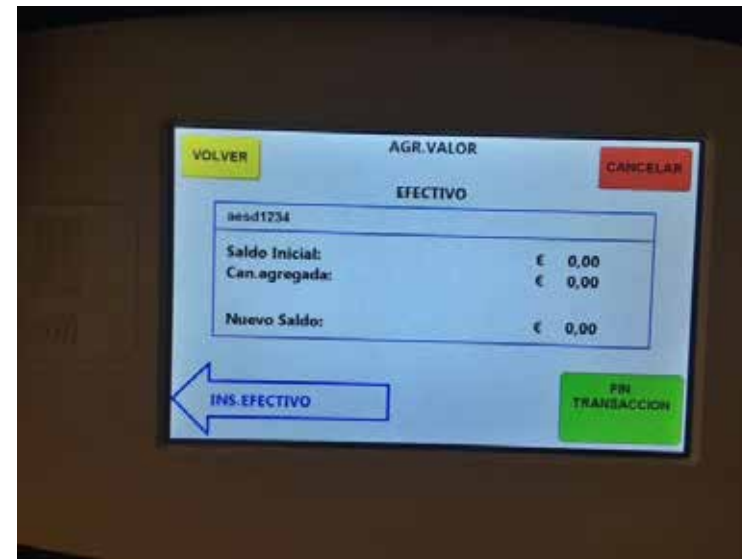 VOLVER
AGR.VALOR
CANCELAR
EFECTIVO
aesd1234
Saldo Inicial: € 0,00
Can.agregada: € 0,00
Nuevo Saldo: € 0,00
INS.EFECTIVO
FIN
TRANSACCION